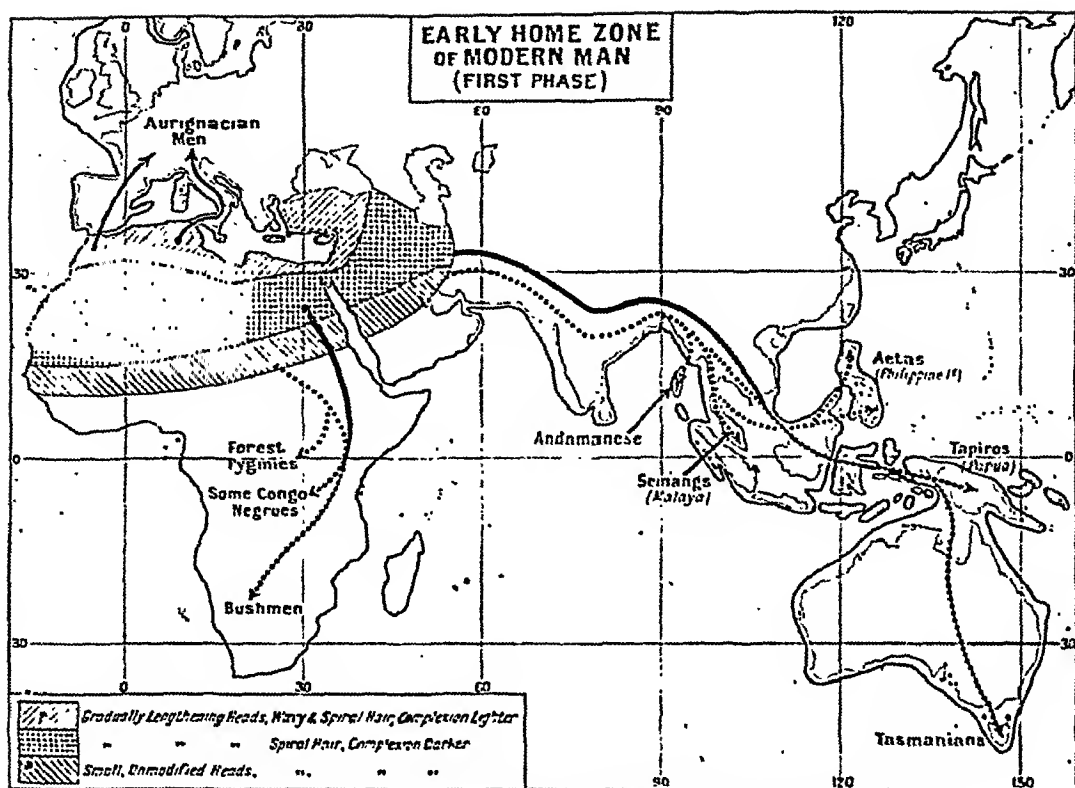 EARLY HOME ZONE
OF MODERN MAN
(FIRST PHASE)
0
60
90
120
Aurignacian
Men
30
30
Aetas
(Philippine Iˢ)
Andamanese
Forest
Pygmies
Semangs
(Malaya)
Tapiros
(Papua)
0
0
Some Congo
Negroes
Bushmen
30
30
Tasmanians
0
30
60
90
120
150
Gradually Lengthening Heads, Wavy & Spiral Hair, Complexion Lighter
" " " Spiral Hair, Complexion Darker
Small, Unmodified Heads, " " "